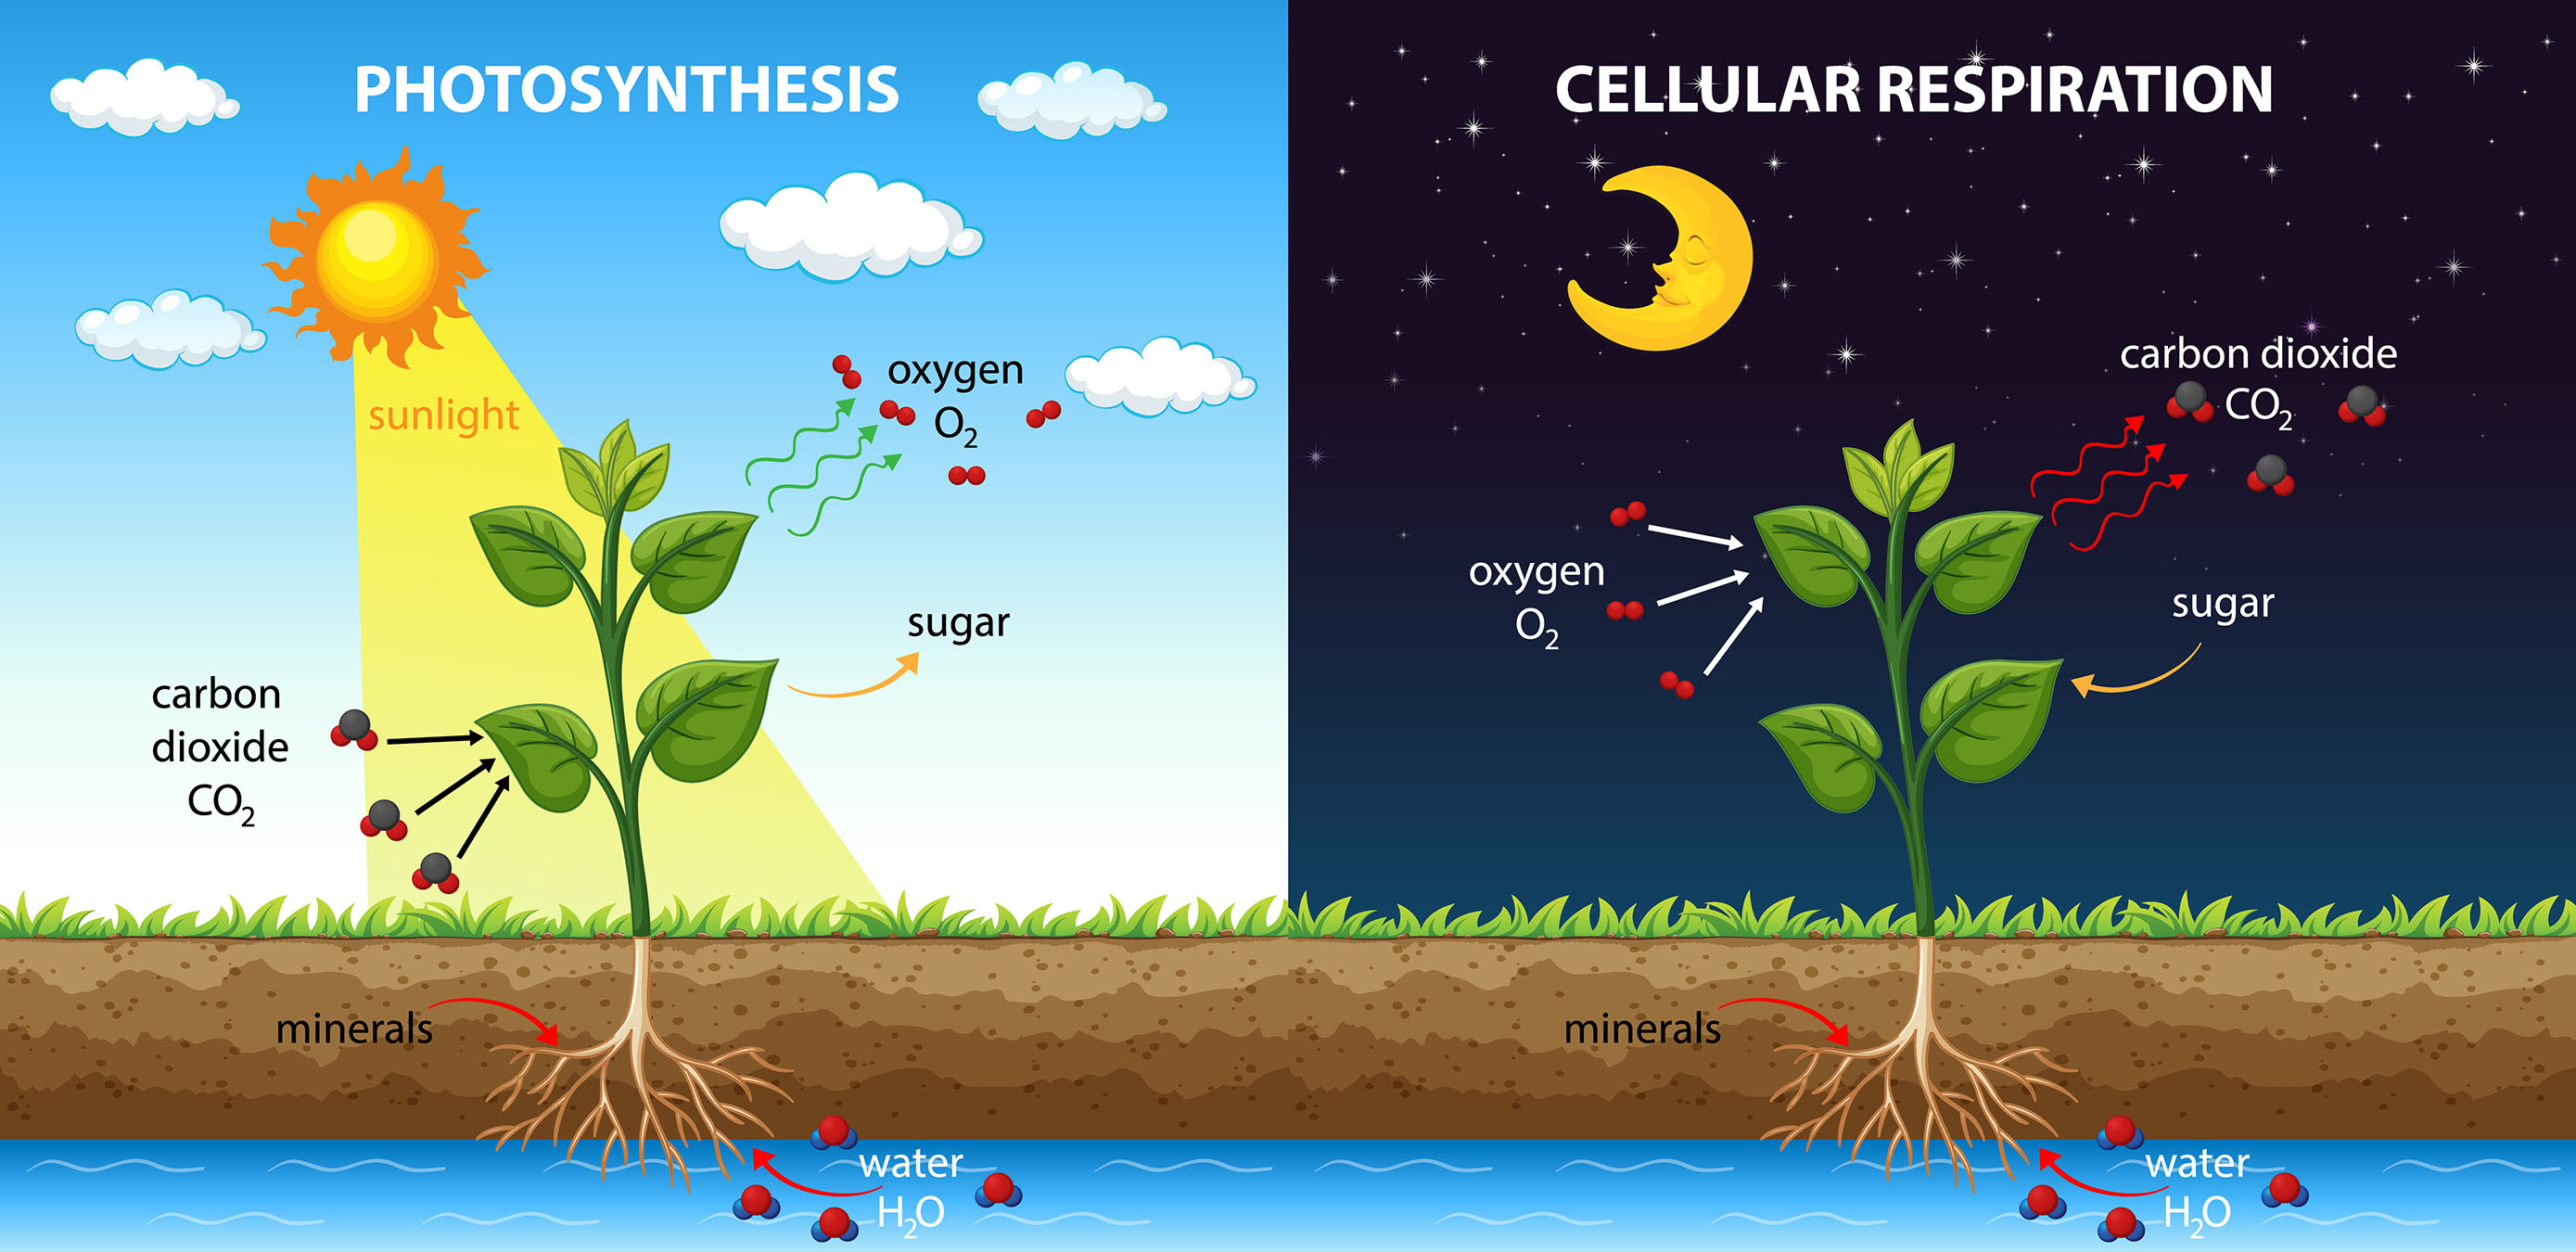 PHOTOSYNTHESIS
sunlight
oxygen
O₂
sugar
carbon
dioxide
CO₂
minerals
water
H₂O
CELLULAR RESPIRATION
carbon dioxide
CO₂
oxygen
O₂
sugar
minerals
water
H₂O